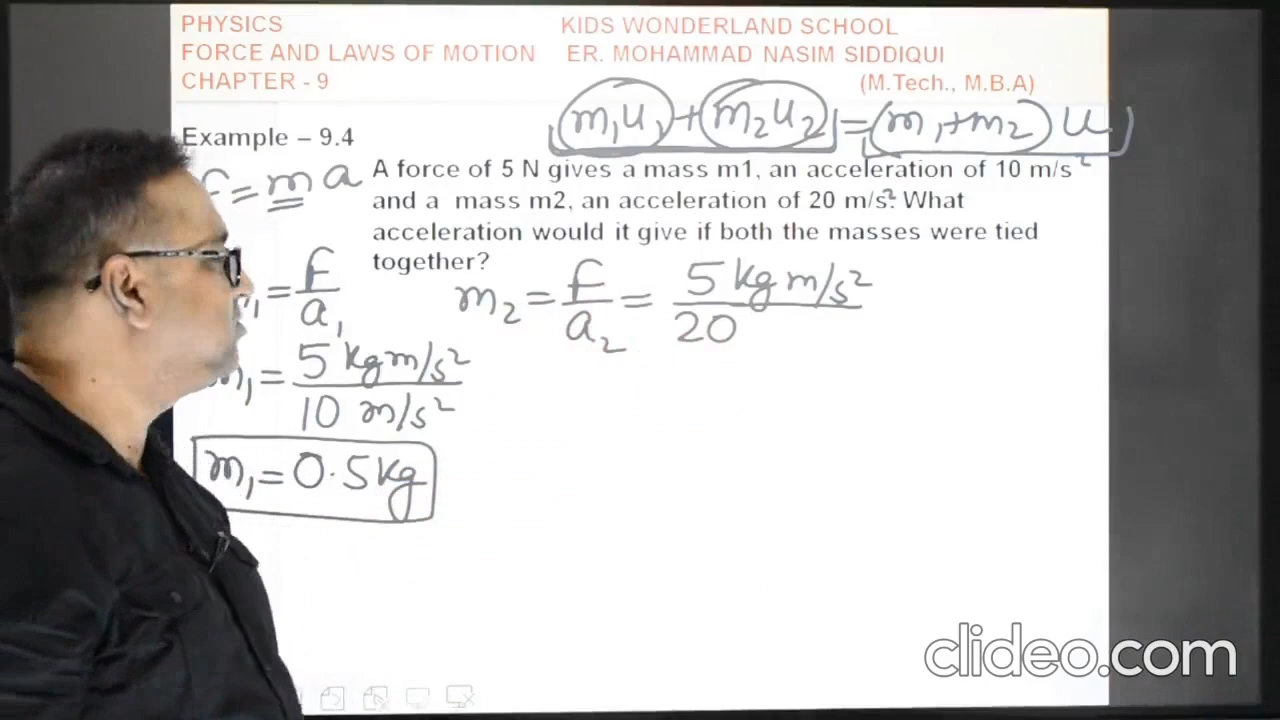 PHYSICS KIDS WONDERLAND SCHOOL
FORCE AND LAWS OF MOTION ER. MOHAMMAD NASIM SIDDIQUI
CHAPTER - 9 (M.Tech., M.B.A)
m₁u₁ + m₂u₂ = (m₁+m₂) u
Example – 9.4
A force of 5 N gives a mass m1, an acceleration of 10 m/s²
and a mass m2, an acceleration of 20 m/s². What
acceleration would it give if both the masses were tied
together?
f = m a
m₁ = f/a₁
m₁ = 5 kg m/s² / 10 m/s²
m₁ = 0.5 kg
m₂ = f/a₂ = 5 kg m/s² / 20
clideo.com